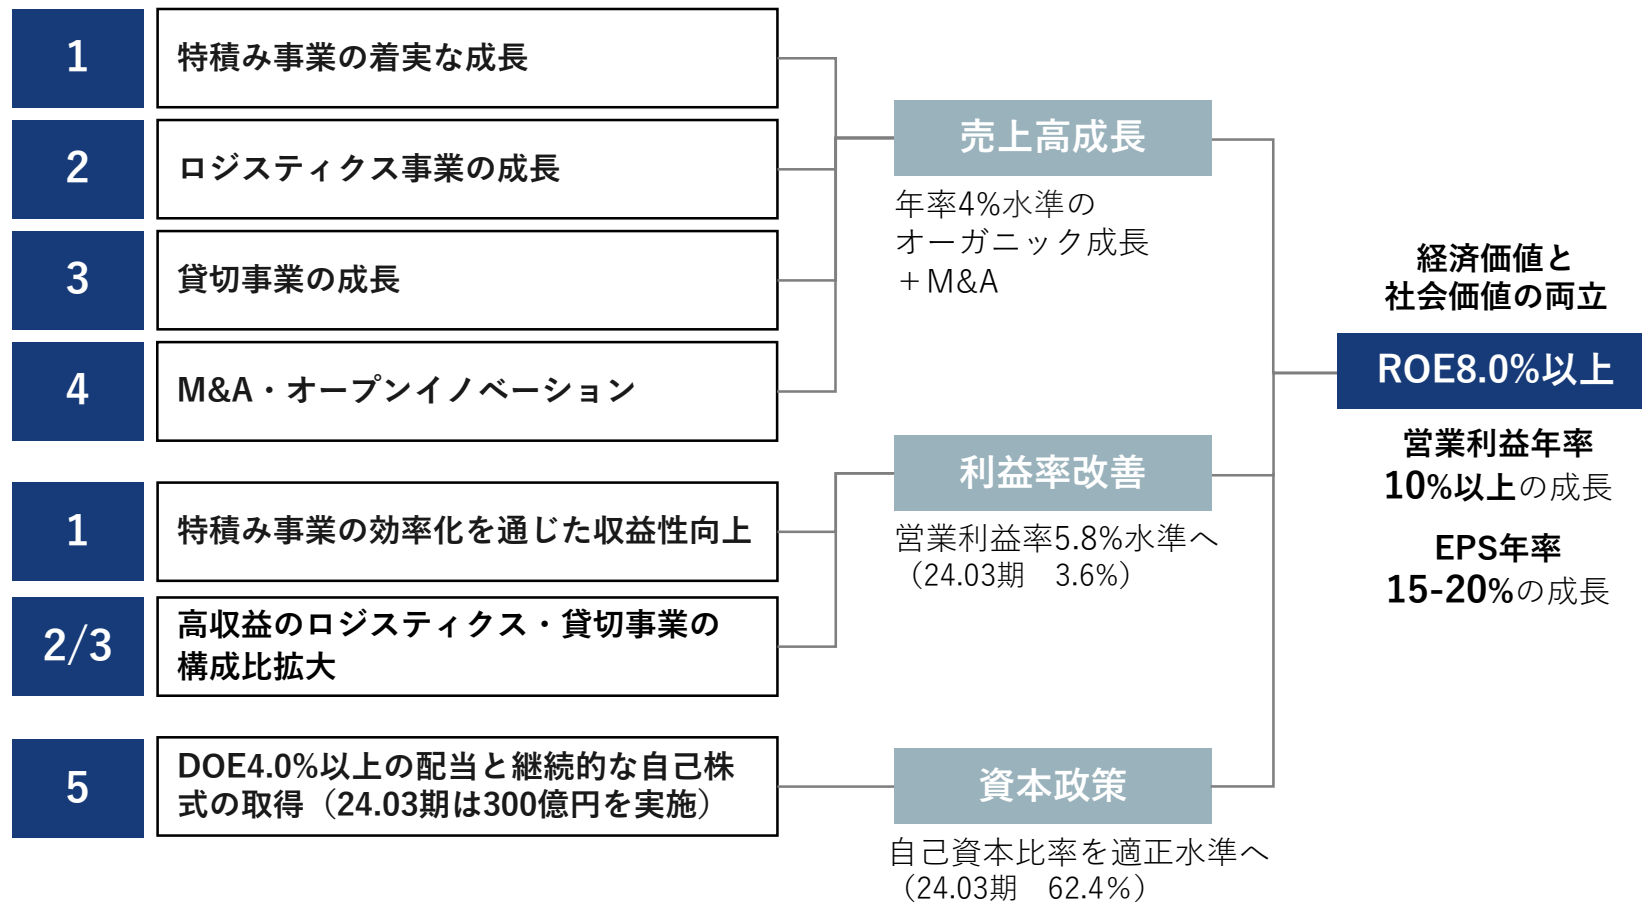 1
特積み事業の着実な成長
2
ロジスティクス事業の成長
3
貸切事業の成長
4
M&A・オープンイノベーション
売上高成長
年率4%水準の
オーガニック成長
＋M&A
1
特積み事業の効率化を通じた収益性向上
2/3
高収益のロジスティクス・貸切事業の
構成比拡大
利益率改善
営業利益率5.8%水準へ
（24.03期　3.6%）
5
DOE4.0%以上の配当と継続的な自己株
式の取得（24.03期は300億円を実施）
資本政策
自己資本比率を適正水準へ
（24.03期　62.4%）
経済価値と
社会価値の両立
ROE8.0%以上
営業利益年率
10%以上の成長
EPS年率
15-20%の成長